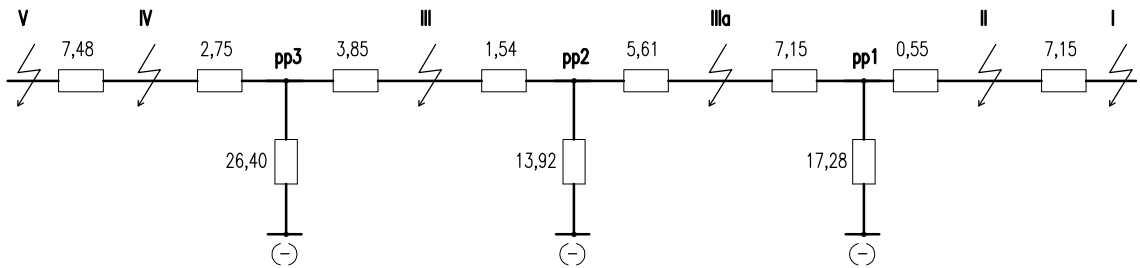 V IV III IIIa II I
7,48 2,75 pp3 3,85 1,54 pp2 5,61 7,15 pp1 0,55 7,15
26,40 13,92 17,28
(-) (-) (-)